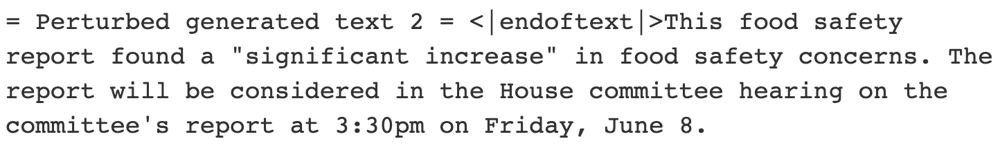 = Perturbed generated text 2 = <|endoftext|>This food safety
report found a "significant increase" in food safety concerns. The
report will be considered in the House committee hearing on the
committee's report at 3:30pm on Friday, June 8.